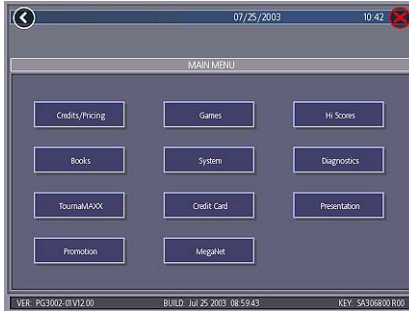 07/25/2003 10:42
MAIN MENU
Credits/Pricing Games Hi Scores
Books System Diagnostics
TournaMAXX Credit Card Presentation
Promotion MegaNet
VER: PG3002-01V12.00 BUILD: Jul 25 2003 08:59:43 KEY: SA306800 R00